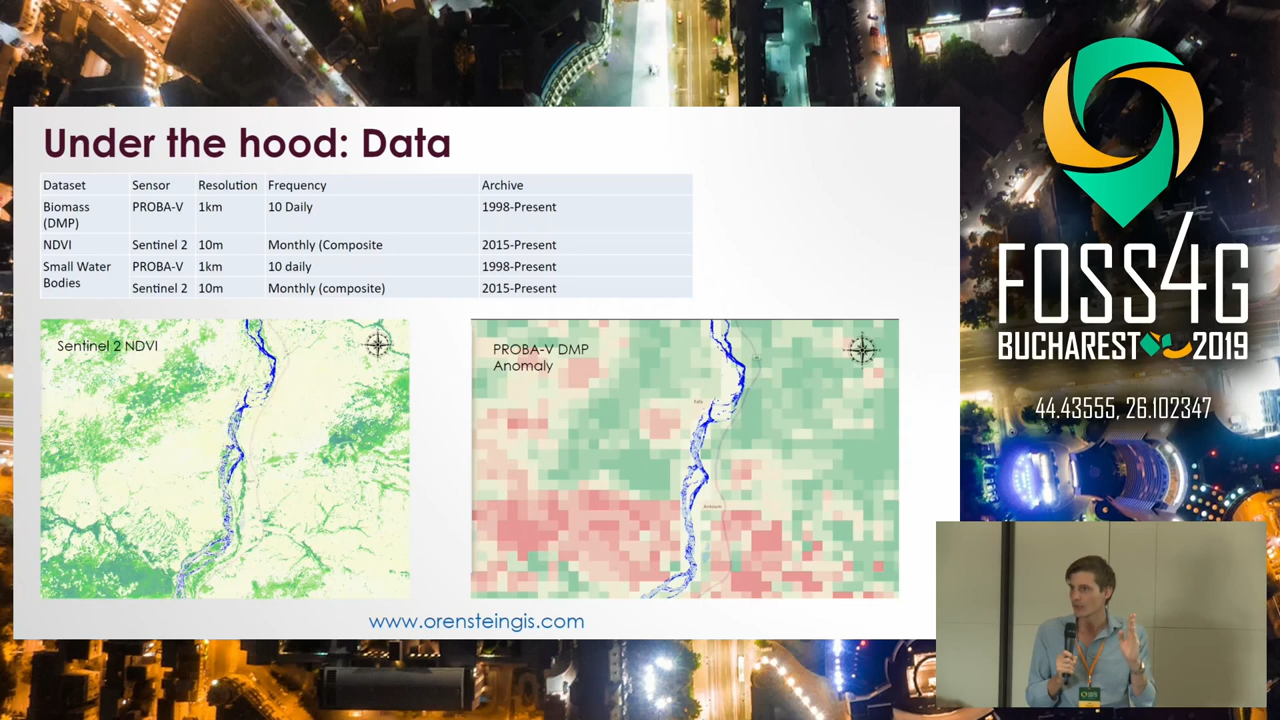 Under the hood: Data
Dataset Sensor Resolution Frequency Archive
Biomass (DMP) PROBA-V 1km 10 Daily 1998-Present
NDVI Sentinel 2 10m Monthly (Composite 2015-Present
Small Water Bodies PROBA-V 1km 10 daily 1998-Present
Sentinel 2 10m Monthly (composite) 2015-Present
Sentinel 2 NDVI
PROBA-V DMP
Anomaly
www.orensteingis.com
FOSS4G
BUCHAREST 2019
44.43555, 26.102347